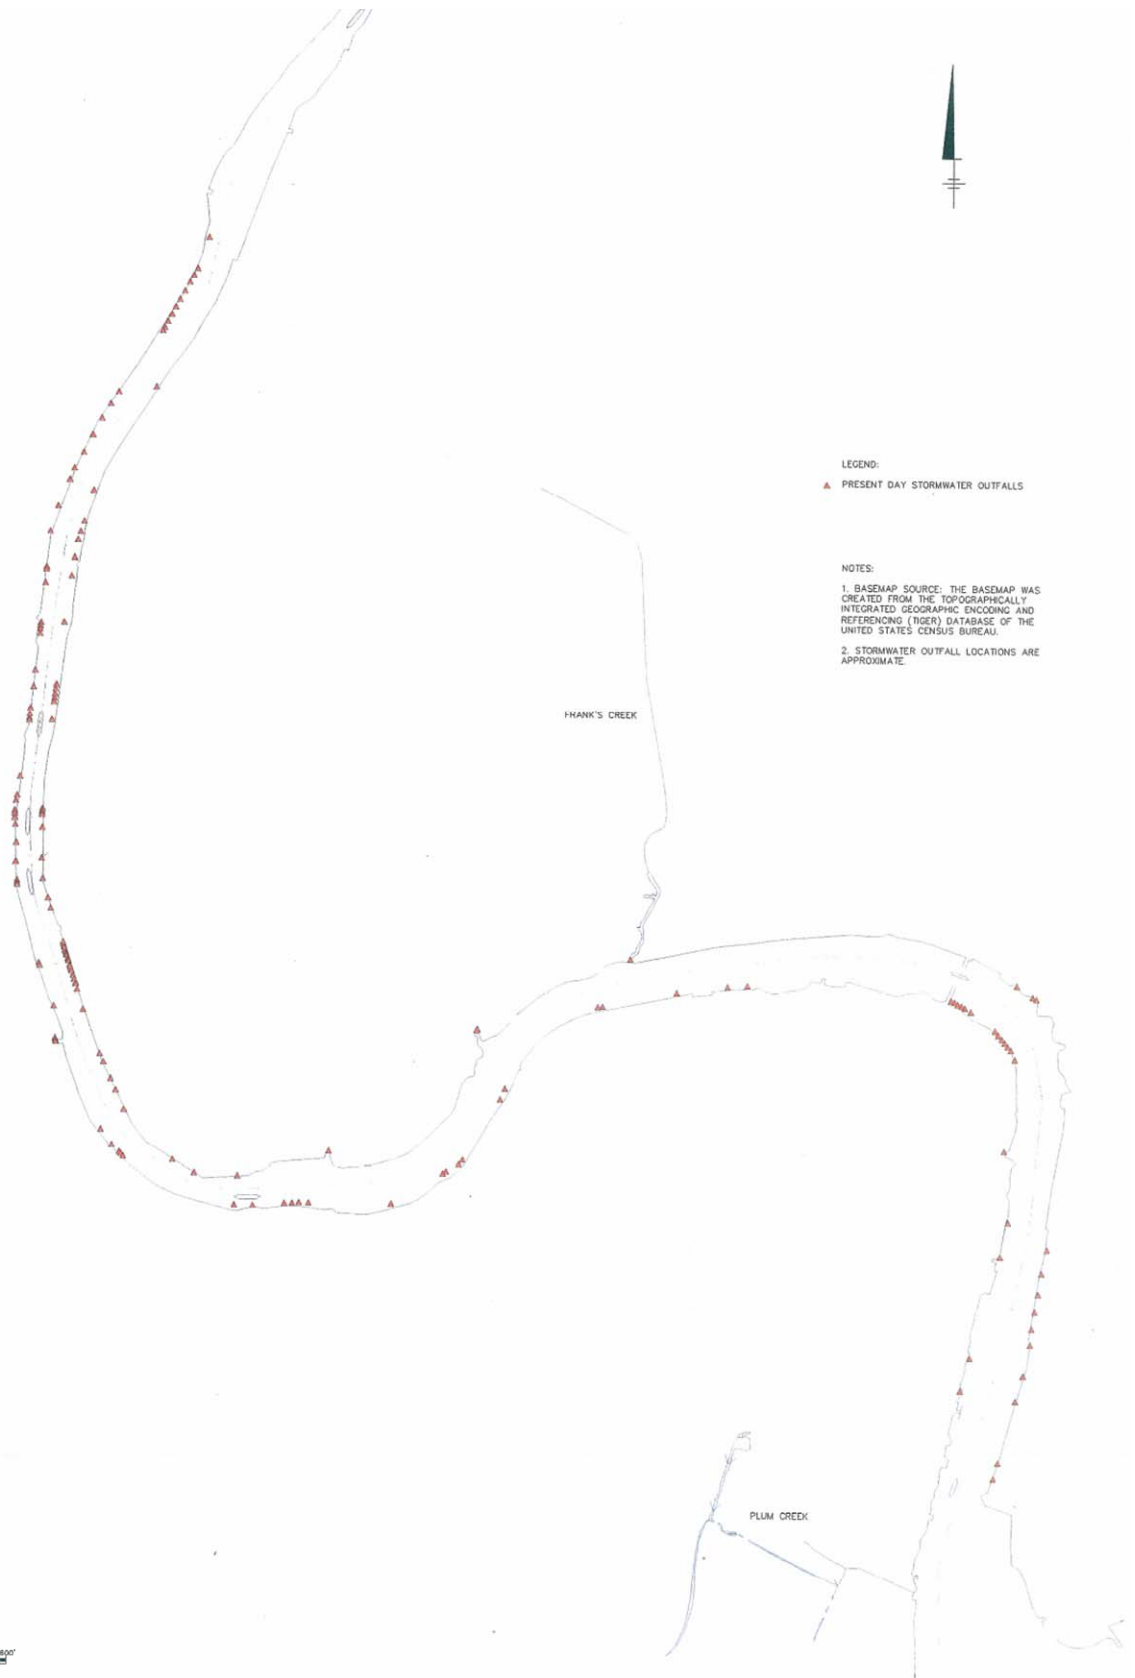 LEGEND:
PRESENT DAY STORMWATER OUTFALLS
NOTES:
1. BASEMAP SOURCE: THE BASEMAP WAS
CREATED FROM THE TOPOGRAPHICALLY
INTEGRATED GEOGRAPHIC ENCODING AND
REFERENCING (TIGER) DATABASE OF THE
UNITED STATES CENSUS BUREAU.
2. STORMWATER OUTFALL LOCATIONS ARE
APPROXIMATE.
FRANK'S CREEK
PLUM CREEK